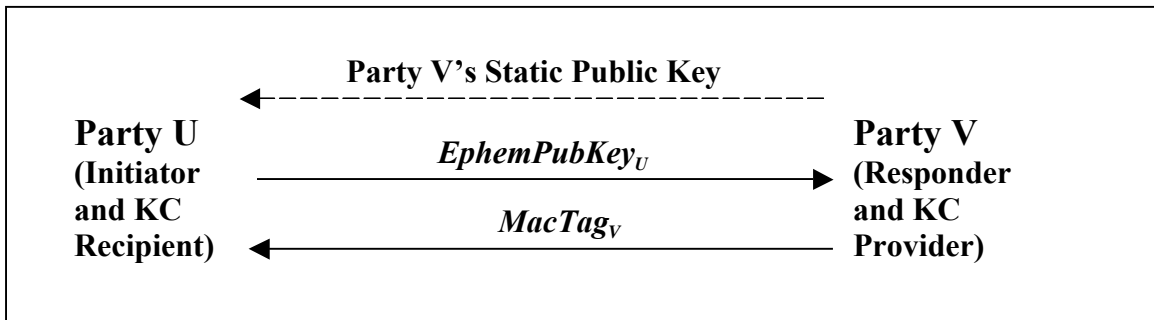 Party V’s Static Public Key
Party U
(Initiator
and KC
Recipient)
EphemPubKeyU
MacTagV
Party V
(Responder
and KC
Provider)